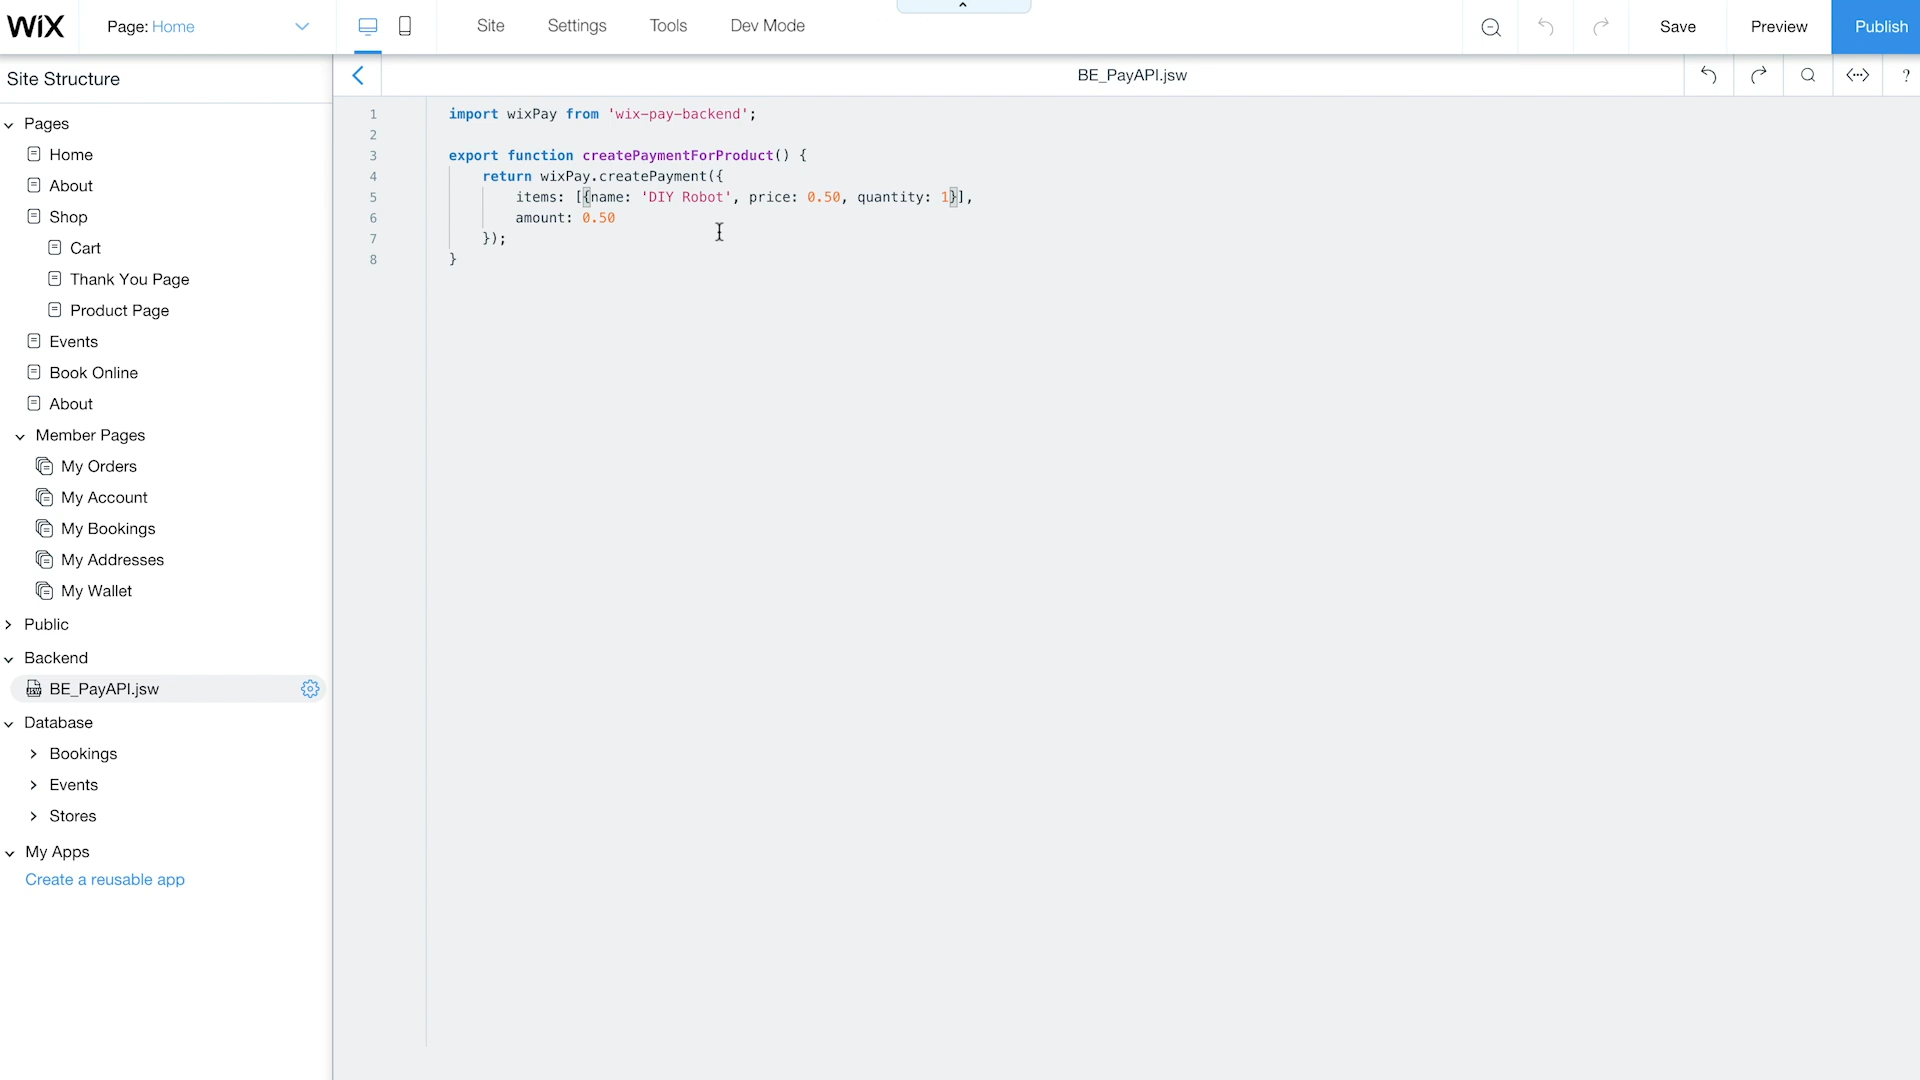 WiX Page: Home Site Settings Tools Dev Mode Save Preview Publish
Site Structure
BE_PayAPI.jsw ?
Pages
Home
About
Shop
Cart
Thank You Page
Product Page
Events
Book Online
About
Member Pages
My Orders
My Account
My Bookings
My Addresses
My Wallet
Public
Backend
BE_PayAPI.jsw
Database
Bookings
Events
Stores
My Apps
Create a reusable app
1 import wixPay from 'wix-pay-backend';
2
3 export function createPaymentForProduct() {
4 return wixPay.createPayment({
5 items: [{name: 'DIY Robot', price: 0.50, quantity: 1}],
6 amount: 0.50
7 });
8 }